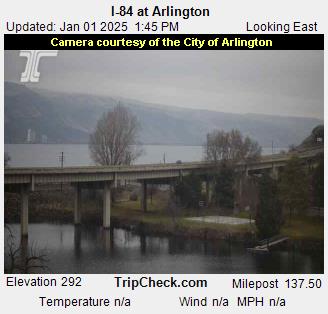 I-84 at Arlington
Updated: Jan 01 2025 1:45 PM Looking East
Camera courtesy of the City of Arlington
Elevation 292 TripCheck.com Milepost 137.50
Temperature n/a Wind n/a MPH n/a